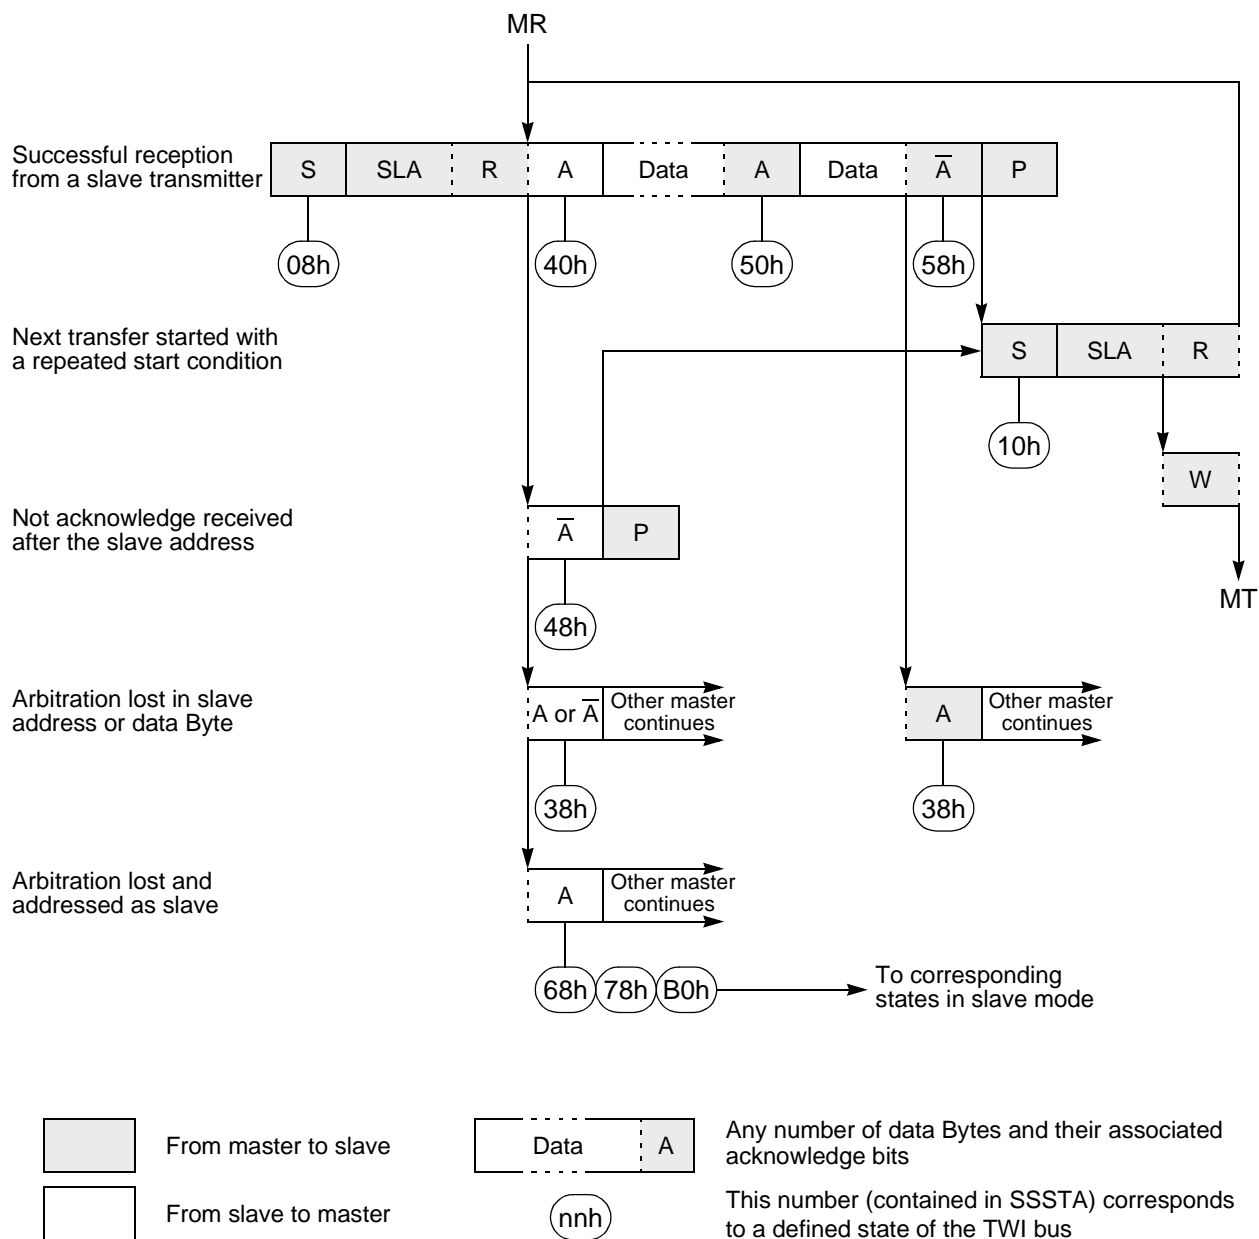 MR
Successful reception
from a slave transmitter
S SLA R A Data A Data A̅ P
08h 40h 50h 58h
Next transfer started with
a repeated start condition
S SLA R
10h
W
MT
Not acknowledge received
after the slave address
A̅ P
48h
Arbitration lost in slave
address or data Byte
A or A̅ Other master
continues
A Other master
continues
38h 38h
Arbitration lost and
addressed as slave
A Other master
continues
68h 78h B0h
To corresponding
states in slave mode
From master to slave
Data A
Any number of data Bytes and their associated
acknowledge bits
From slave to master
nnh
This number (contained in SSSTA) corresponds
to a defined state of the TWI bus